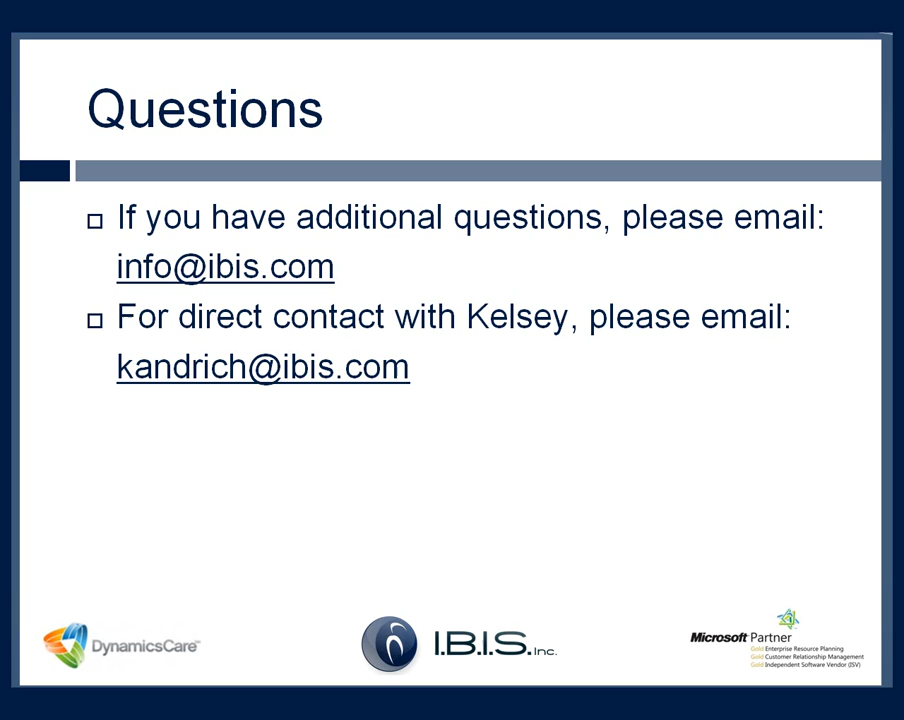 Questions
If you have additional questions, please email:
info@ibis.com
For direct contact with Kelsey, please email:
kandrich@ibis.com
DynamicsCare™
I.B.I.S. Inc.
Microsoft Partner
Gold Enterprise Resource Planning
Gold Customer Relationship Management
Gold Independent Software Vendor (ISV)